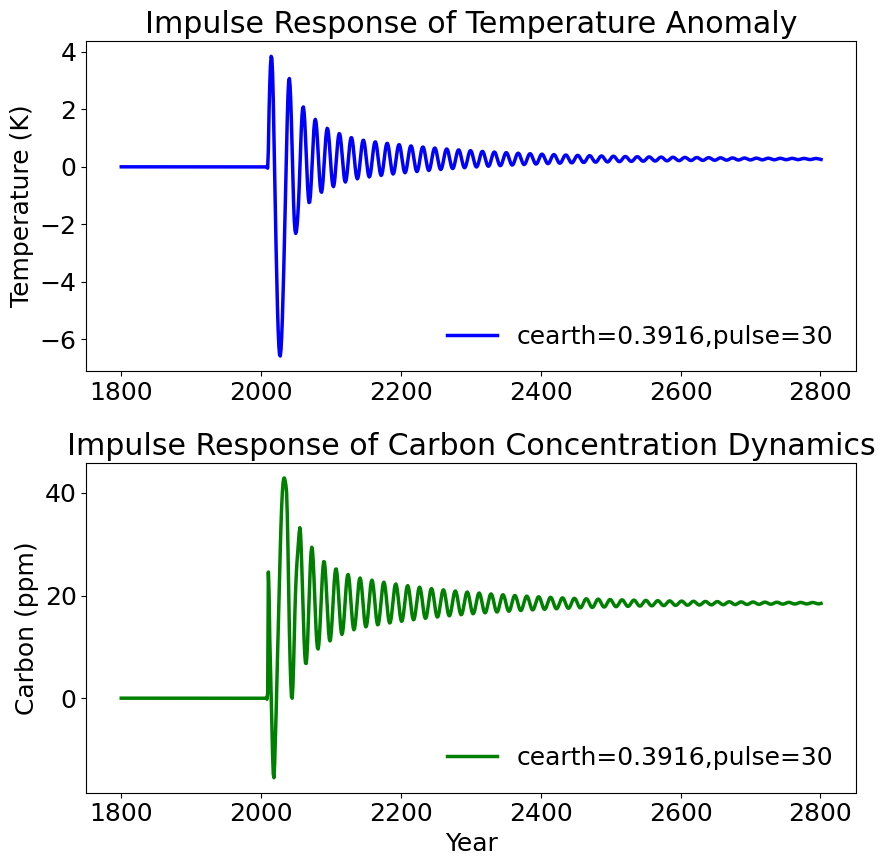 Impulse Response of Temperature Anomaly
Temperature (K)
4
2
0
−2
−4
−6
cearth=0.3916,pulse=30
1800 2000 2200 2400 2600 2800
Impulse Response of Carbon Concentration Dynamics
Carbon (ppm)
40
20
0
cearth=0.3916,pulse=30
1800 2000 2200 2400 2600 2800
Year